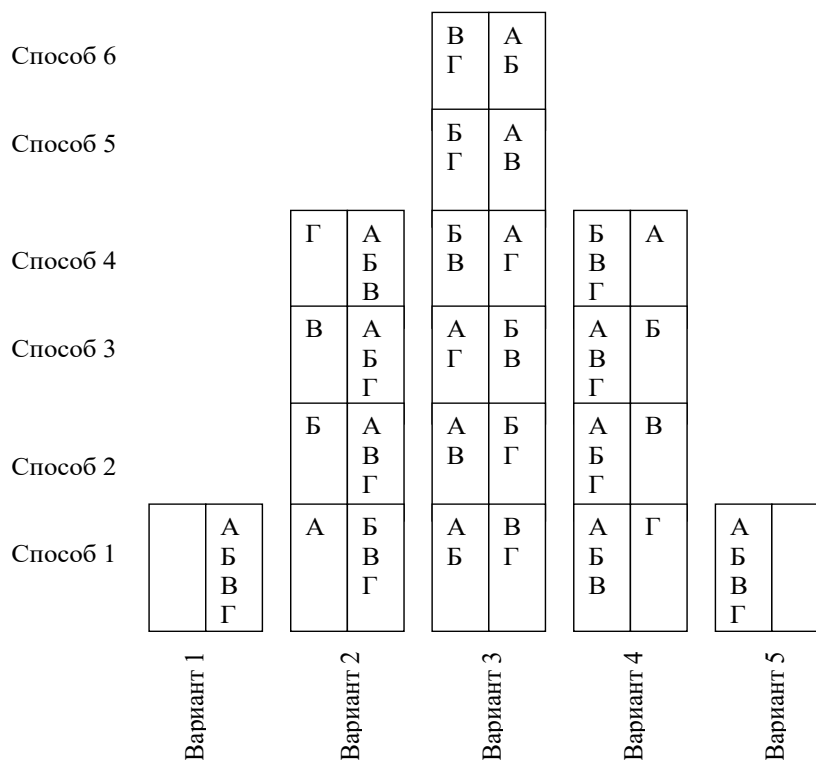 Способ 6
В А
Г Б
Способ 5
Б А
Г В
Способ 4
Г А Б А Б А
Б В Г В
В Г
Способ 3
В А А Б А Б
Б Г В В
Г Г
Способ 2
Б А А Б А В
В В Г Б
Г Г
Способ 1
А А Б А В А Г А
Б В Б Г Б Б
В Г В В
Г Г
Вариант 1 Вариант 2 Вариант 3 Вариант 4 Вариант 5